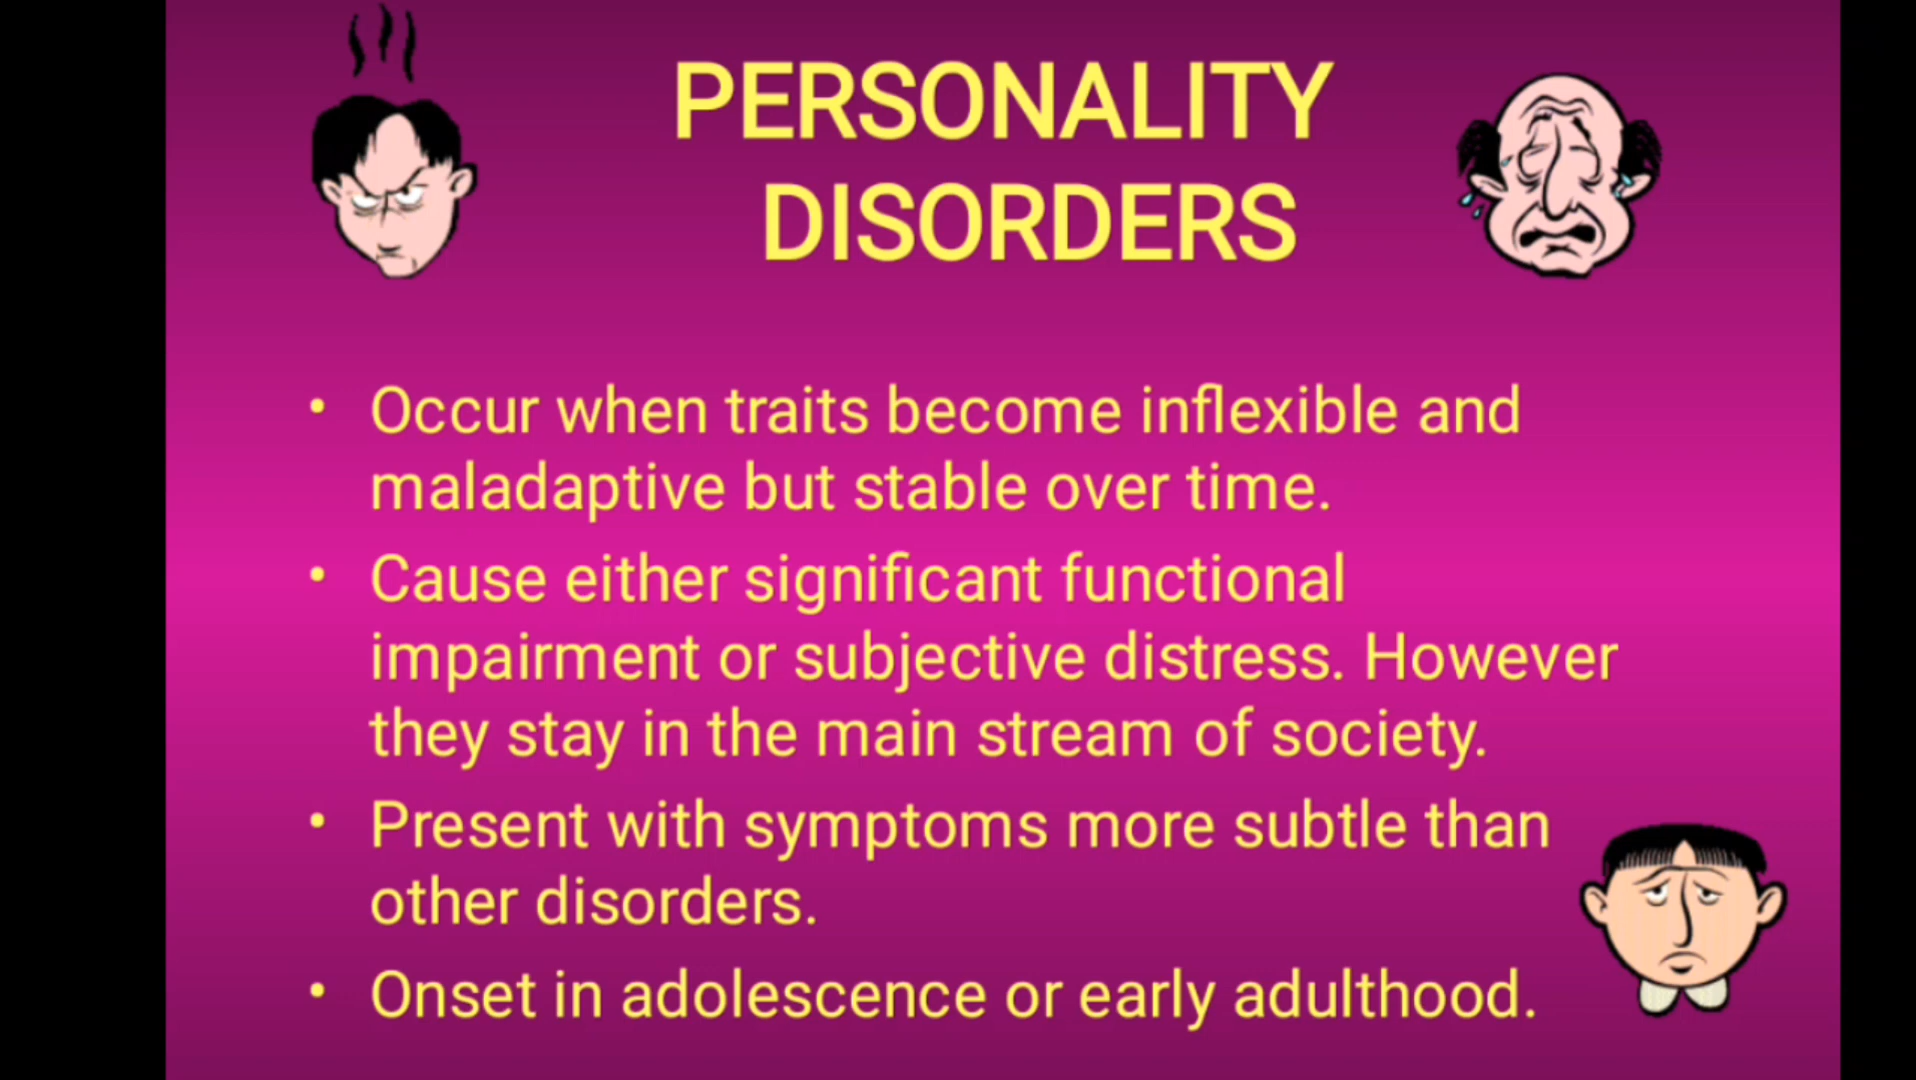 PERSONALITY
DISORDERS
• Occur when traits become inflexible and
maladaptive but stable over time.
• Cause either significant functional
impairment or subjective distress. However
they stay in the main stream of society.
• Present with symptoms more subtle than
other disorders.
• Onset in adolescence or early adulthood.